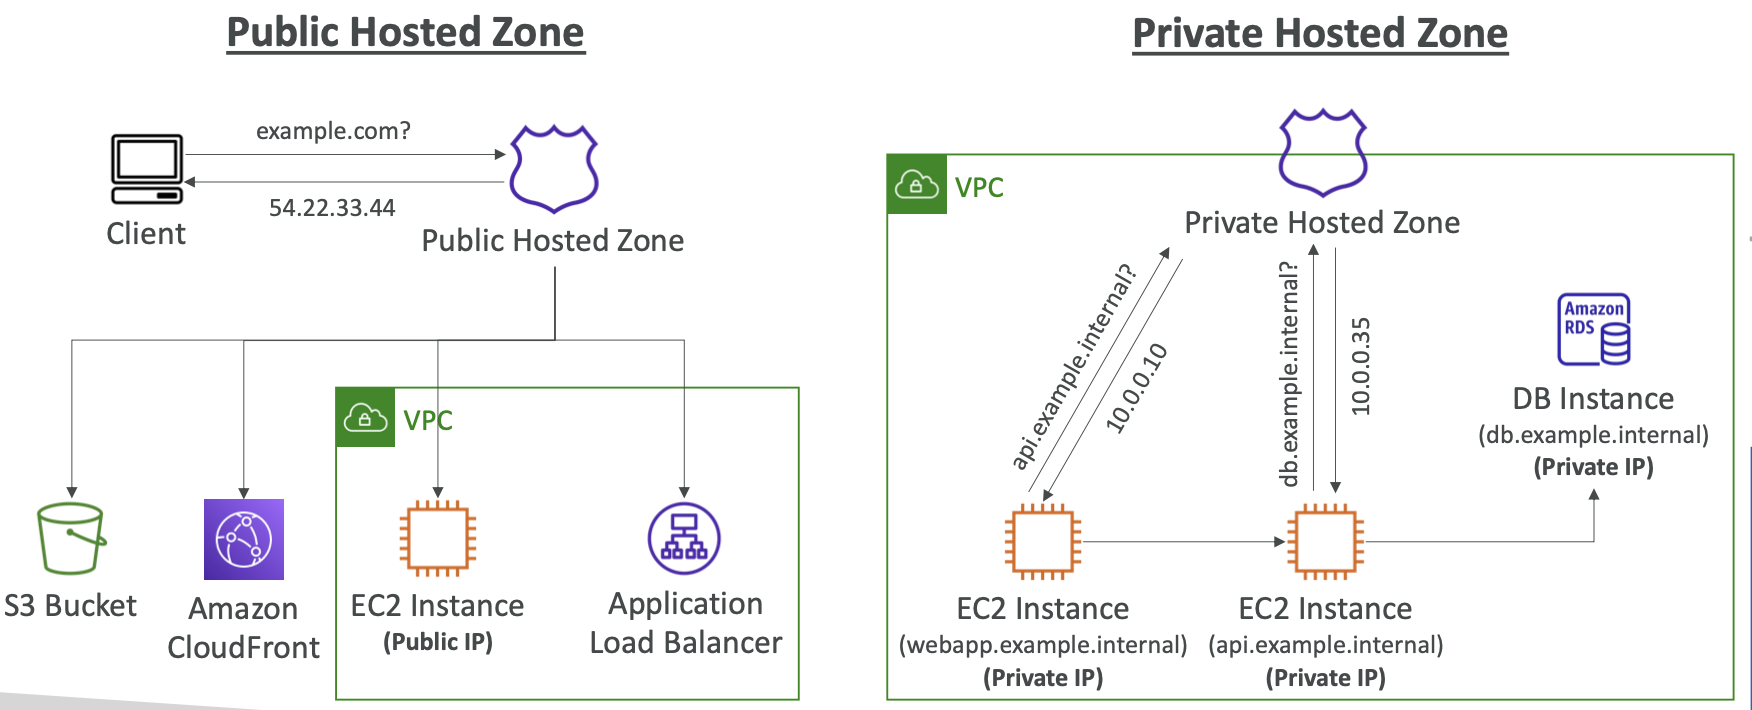 Public Hosted Zone
example.com?
54.22.33.44
Client
Public Hosted Zone
VPC
S3 Bucket
Amazon
CloudFront
EC2 Instance
(Public IP)
Application
Load Balancer
Private Hosted Zone
VPC
Private Hosted Zone
api.example.internal?
10.0.0.10
db.example.internal?
10.0.0.35
Amazon
RDS
DB Instance
(db.example.internal)
(Private IP)
EC2 Instance
(webapp.example.internal)
(Private IP)
EC2 Instance
(api.example.internal)
(Private IP)